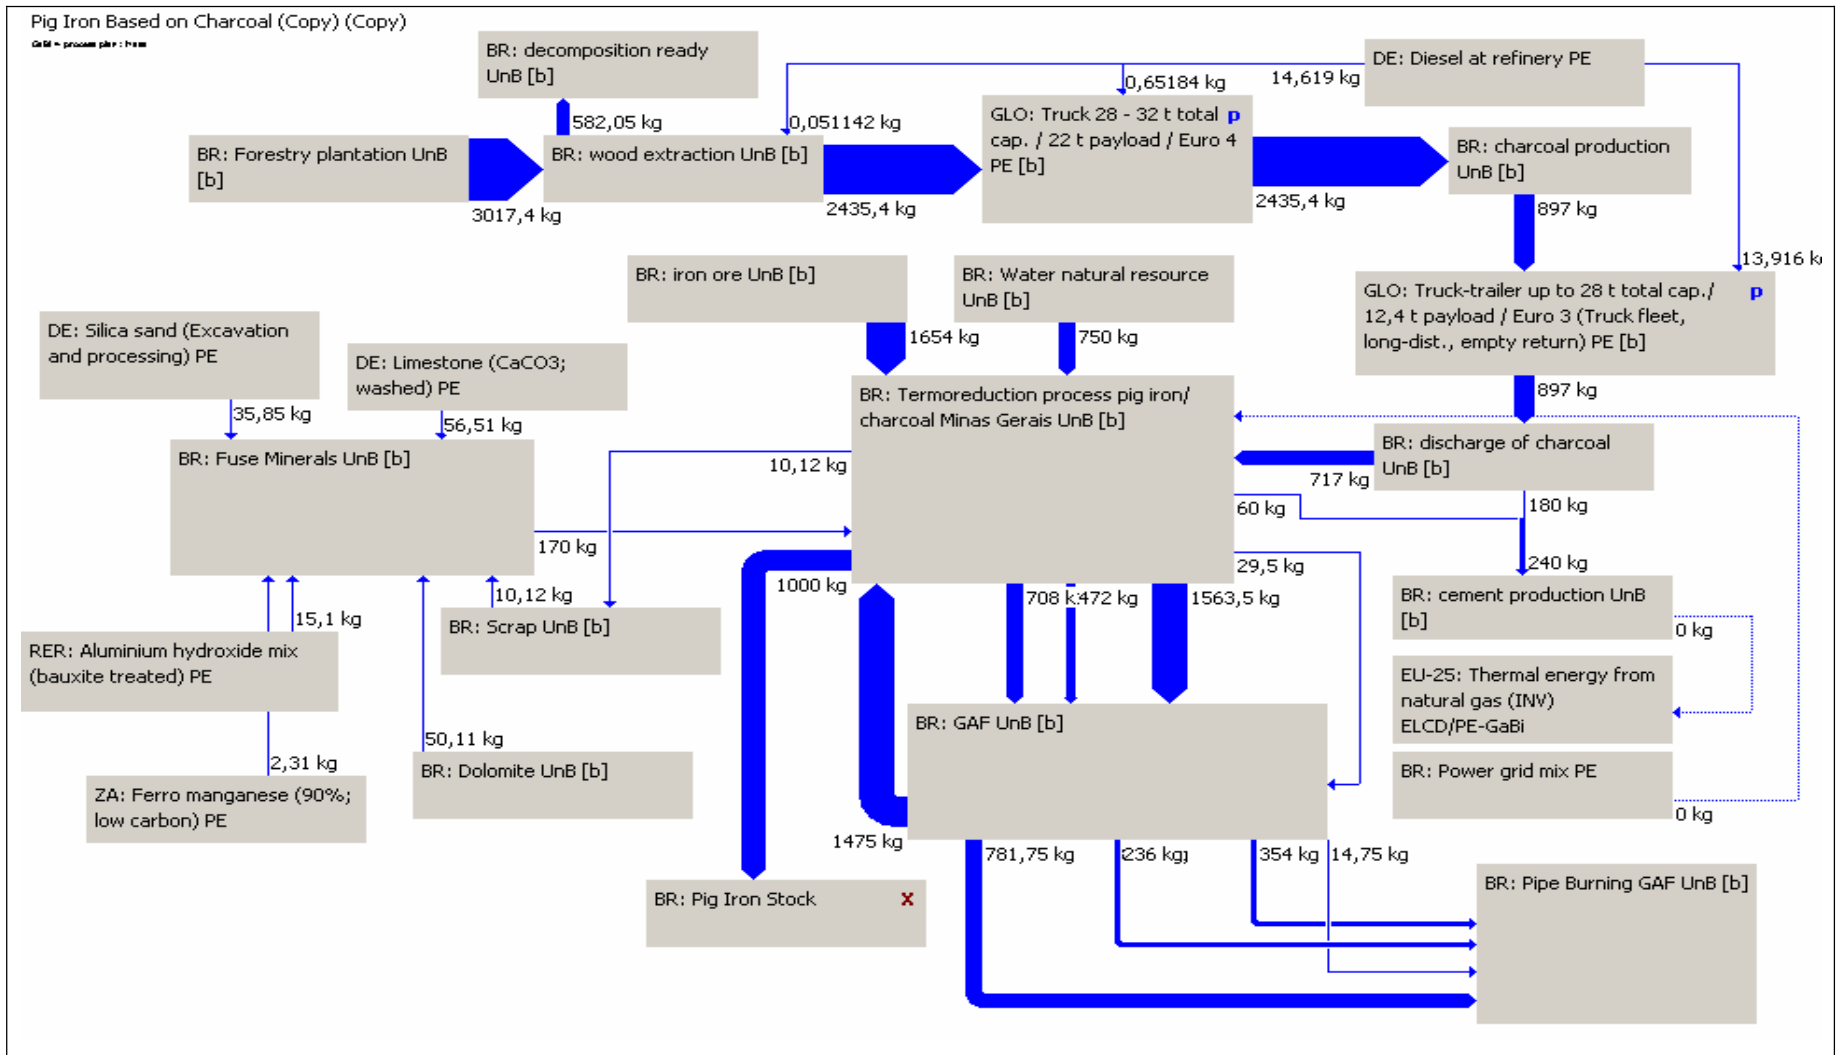 Pig Iron Based on Charcoal (Copy) (Copy)
BR: decomposition ready
UnB [b]
582,05 kg
0,051142 kg
0,65184 kg
14,619 kg
DE: Diesel at refinery PE
BR: Forestry plantation UnB
[b]
3017,4 kg
BR: wood extraction UnB [b]
2435,4 kg
GLO: Truck 28 - 32 t total p
cap. / 22 t payload / Euro 4
PE [b]
2435,4 kg
BR: charcoal production
UnB [b]
897 kg
13,916 k
BR: iron ore UnB [b]
1654 kg
BR: Water natural resource
UnB [b]
750 kg
GLO: Truck-trailer up to 28 t total cap./ p
12,4 t payload / Euro 3 (Truck fleet,
long-dist., empty return) PE [b]
897 kg
DE: Silica sand (Excavation
and processing) PE
35,85 kg
DE: Limestone (CaCO3;
washed) PE
56,51 kg
BR: Termoreduction process pig iron/
charcoal Minas Gerais UnB [b]
BR: discharge of charcoal
UnB [b]
717 kg
180 kg
BR: Fuse Minerals UnB [b]
10,12 kg
170 kg
60 kg
29,5 kg
240 kg
1000 kg
708 k
472 kg
1563,5 kg
BR: cement production UnB
[b]
0 kg
15,1 kg
10,12 kg
BR: Scrap UnB [b]
RER: Aluminium hydroxide mix
(bauxite treated) PE
EU-25: Thermal energy from
natural gas (INV)
ELCD/PE-GaBi
BR: GAF UnB [b]
50,11 kg
2,31 kg
BR: Dolomite UnB [b]
BR: Power grid mix PE
0 kg
ZA: Ferro manganese (90%;
low carbon) PE
1475 kg
781,75 kg
236 kg
354 kg
14,75 kg
BR: Pig Iron Stock X
BR: Pipe Burning GAF UnB [b]